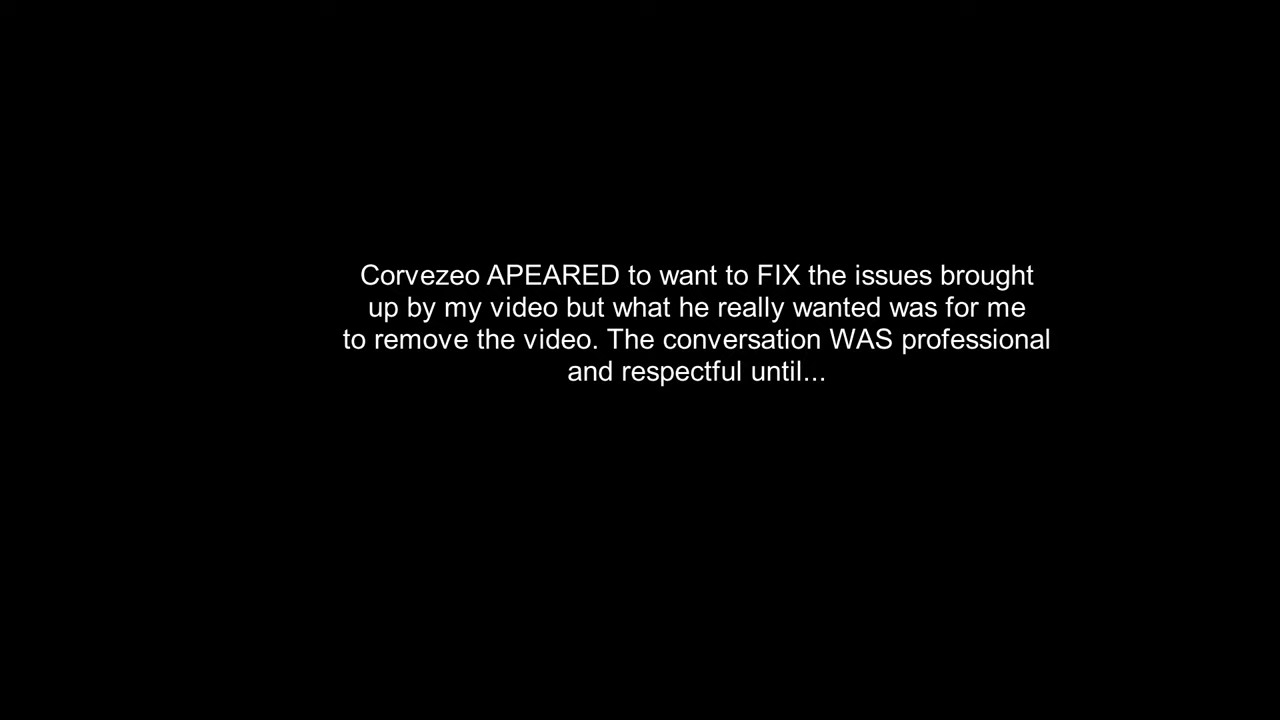 Corvezeo APEARED to want to FIX the issues brought
up by my video but what he really wanted was for me
to remove the video. The conversation WAS professional
and respectful until...